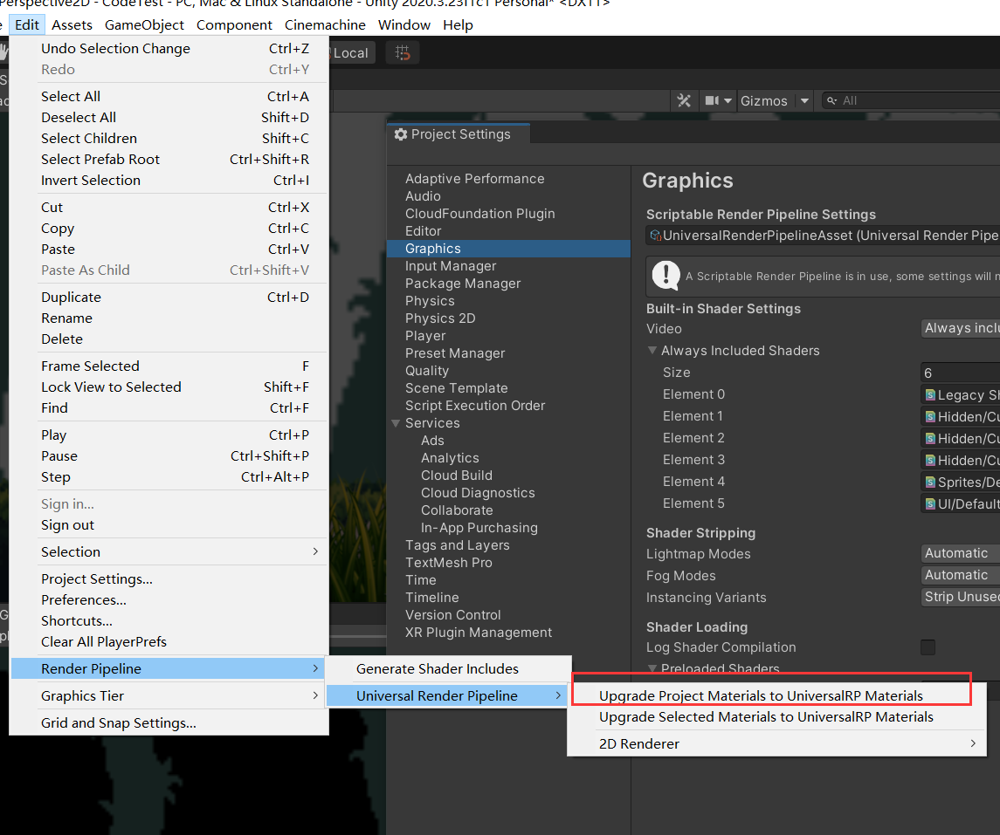 Perspective2D - CodeTest - PC, Mac & Linux Standalone - Unity 2020.3.23f1c1 Personal* <DX11>
Edit Assets GameObject Component Cinemachine Window Help
Undo Selection Change Ctrl+Z
Redo Ctrl+Y
Select All Ctrl+A
Deselect All Shift+D
Select Children Shift+C
Select Prefab Root Ctrl+Shift+R
Invert Selection Ctrl+I
Cut Ctrl+X
Copy Ctrl+C
Paste Ctrl+V
Paste As Child Ctrl+Shift+V
Duplicate Ctrl+D
Rename
Delete
Frame Selected F
Lock View to Selected Shift+F
Find Ctrl+F
Play Ctrl+P
Pause Ctrl+Shift+P
Step Ctrl+Alt+P
Sign in...
Sign out
Selection
Project Settings...
Preferences...
Shortcuts...
Clear All PlayerPrefs
Render Pipeline
Graphics Tier
Grid and Snap Settings...
Generate Shader Includes
Universal Render Pipeline
Upgrade Project Materials to UniversalRP Materials
Upgrade Selected Materials to UniversalRP Materials
2D Renderer
Local
Gizmos
All
Project Settings
Adaptive Performance
Audio
CloudFoundation Plugin
Editor
Graphics
Input Manager
Package Manager
Physics
Physics 2D
Player
Preset Manager
Quality
Scene Template
Script Execution Order
Services
Ads
Analytics
Cloud Build
Cloud Diagnostics
Collaborate
In-App Purchasing
Tags and Layers
TextMesh Pro
Time
Timeline
Version Control
XR Plugin Management
Graphics
Scriptable Render Pipeline Settings
UniversalRenderPipelineAsset (Universal Render Pipe
A Scriptable Render Pipeline is in use, some settings will
Built-in Shader Settings
Video Always inclu
Always Included Shaders
Size 6
Element 0 Legacy Sh
Element 1 Hidden/Cu
Element 2 Hidden/Cu
Element 3 Hidden/Cu
Element 4 Sprites/De
Element 5 UI/Default
Shader Stripping
Lightmap Modes Automatic
Fog Modes Automatic
Instancing Variants Strip Unused
Shader Loading
Log Shader Compilation
Preloaded Shaders